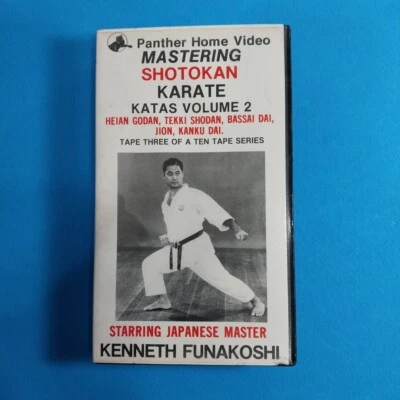 Panther Home Video
MASTERING
SHOTOKAN
KARATE
KATAS VOLUME 2
HEIAN GODAN, TEKKI SHODAN, BASSAI DAI,
JION, KANKU DAI.
TAPE THREE OF A TEN TAPE SERIES
STARRING JAPANESE MASTER
KENNETH FUNAKOSHI